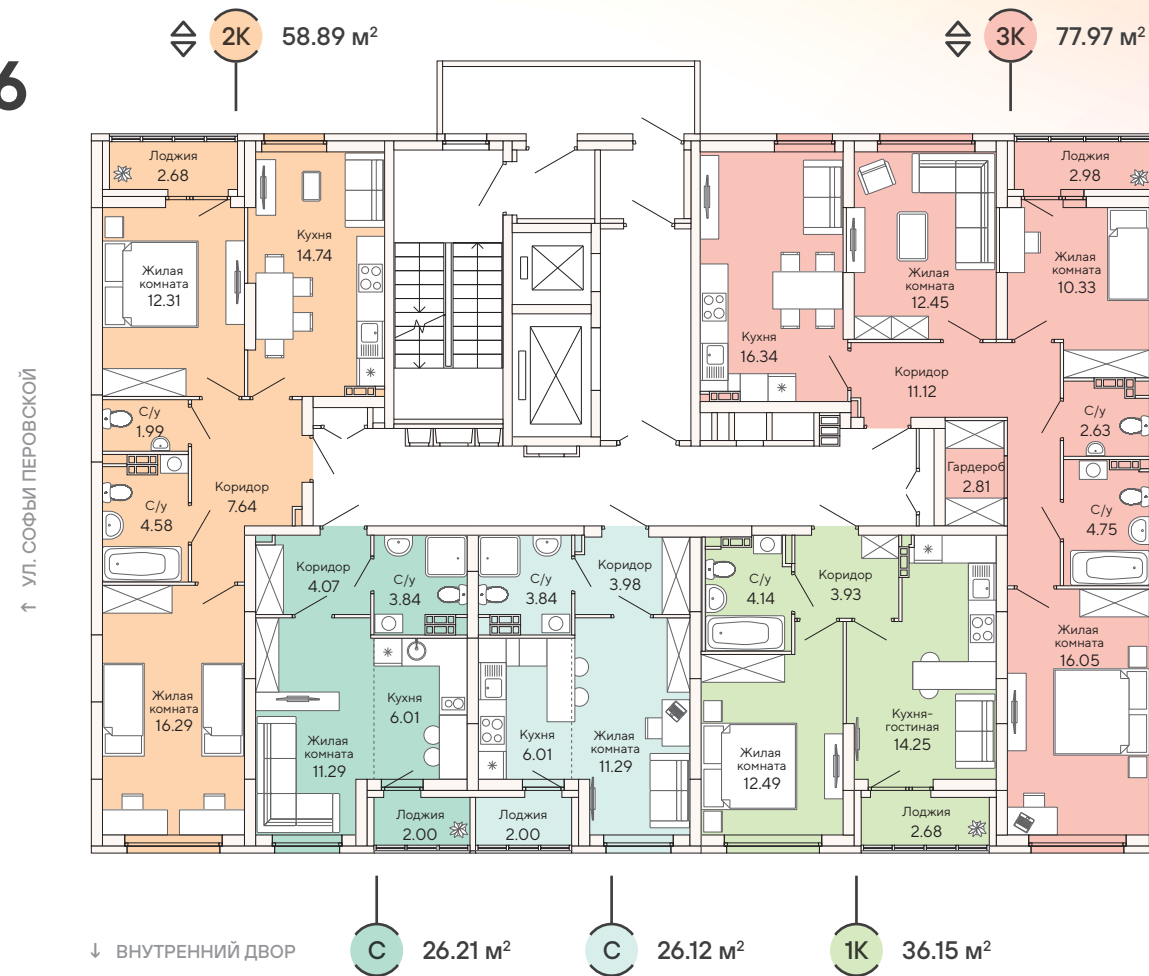 2К 58.89 м²
3К 77.97 м²
6
Лоджия
2.68
Кухня
14.74
Жилая
комната
12.31
С/у
1.99
С/у
4.58
Коридор
7.64
Жилая
комната
16.29
Кухня
16.34
Жилая
комната
12.45
Лоджия
2.98
Жилая
комната
10.33
Коридор
11.12
С/у
2.63
Гардероб
2.81
С/у
4.75
Жилая
комната
16.05
Коридор
4.07
С/у
3.84
Кухня
6.01
Жилая
комната
11.29
Лоджия
2.00
С/у
3.84
Коридор
3.98
Кухня
6.01
Жилая
комната
11.29
Лоджия
2.00
С/у
4.14
Коридор
3.93
Кухня-
гостиная
14.25
Жилая
комната
12.49
Лоджия
2.68
↑ УЛ. СОФЬИ ПЕРОВСКОЙ
↓ ВНУТРЕННИЙ ДВОР
С 26.21 м²
С 26.12 м²
1К 36.15 м²